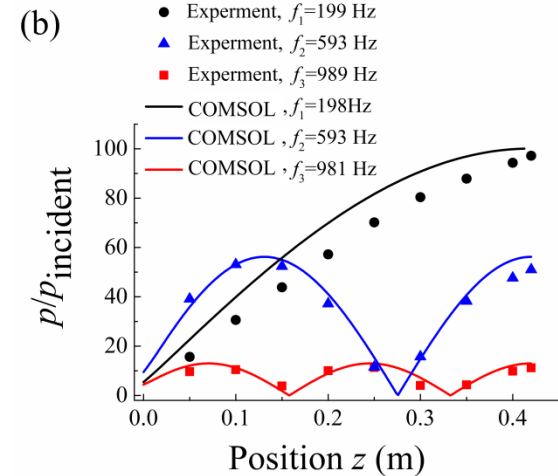 (b)
Experment, f1=199 Hz
Experment, f2=593 Hz
Experment, f3=989 Hz
COMSOL , f1=198Hz
COMSOL , f2=593 Hz
COMSOL , f3=981 Hz
100
80
60
40
20
0
p/pincident
0.0 0.1 0.2 0.3 0.4
Position z (m)